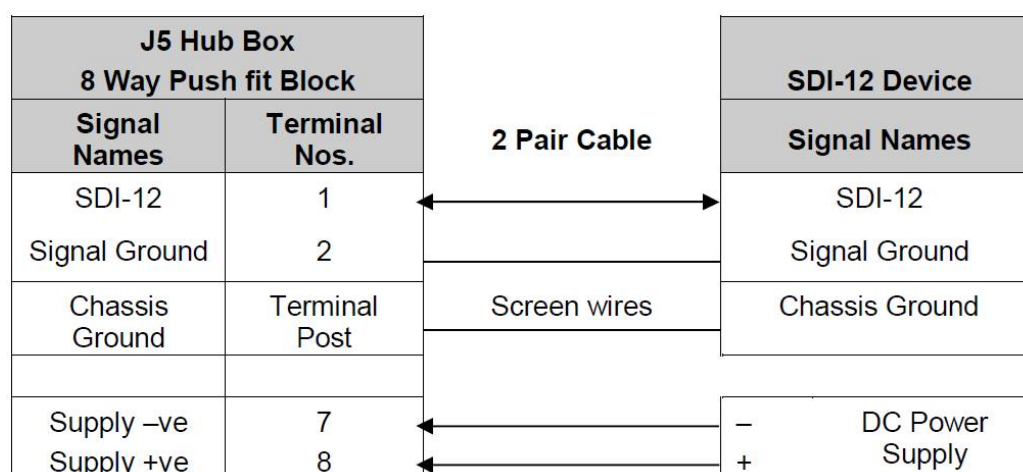 J5 Hub Box
8 Way Push fit Block
SDI-12 Device
Signal Names
Terminal Nos.
2 Pair Cable
Signal Names
SDI-12 1 SDI-12
Signal Ground 2 Signal Ground
Chassis Ground
Terminal Post
Screen wires
Chassis Ground
Supply –ve 7 – DC Power
Supply +ve 8 + Supply